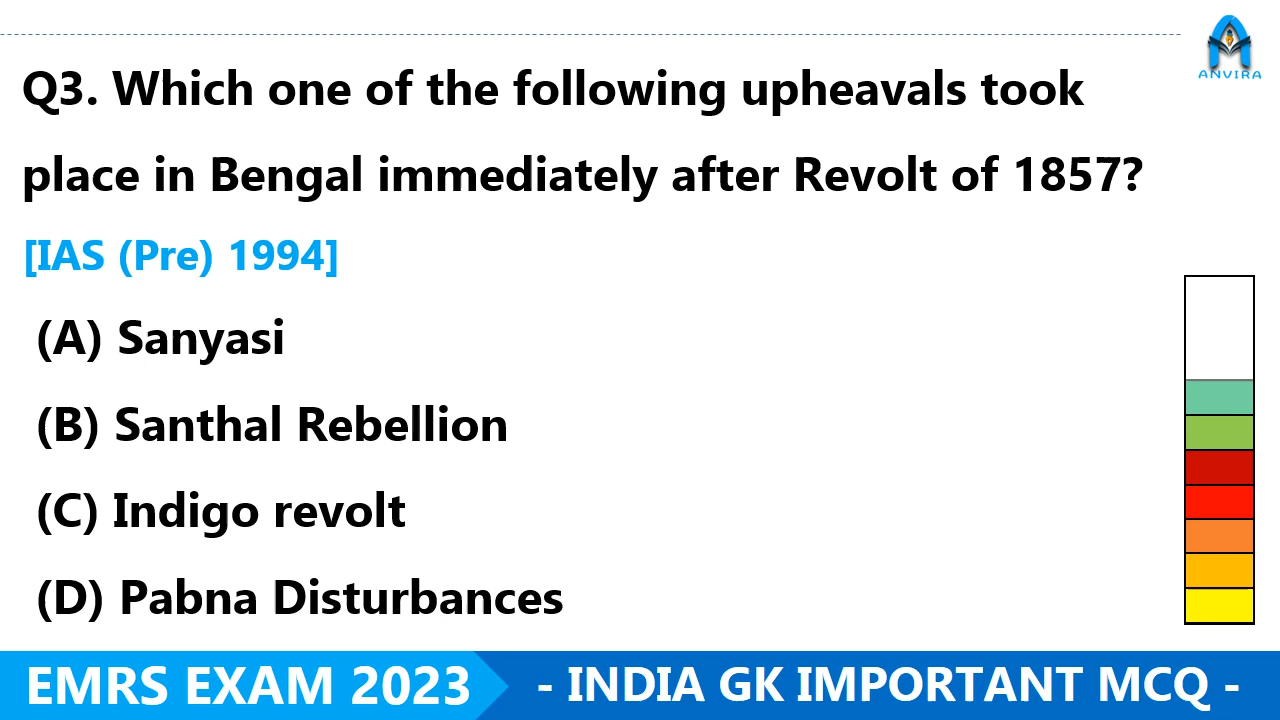 ANVIRA
Q3. Which one of the following upheavals took
place in Bengal immediately after Revolt of 1857?
[IAS (Pre) 1994]
(A) Sanyasi
(B) Santhal Rebellion
(C) Indigo revolt
(D) Pabna Disturbances
EMRS EXAM 2023 - INDIA GK IMPORTANT MCQ -